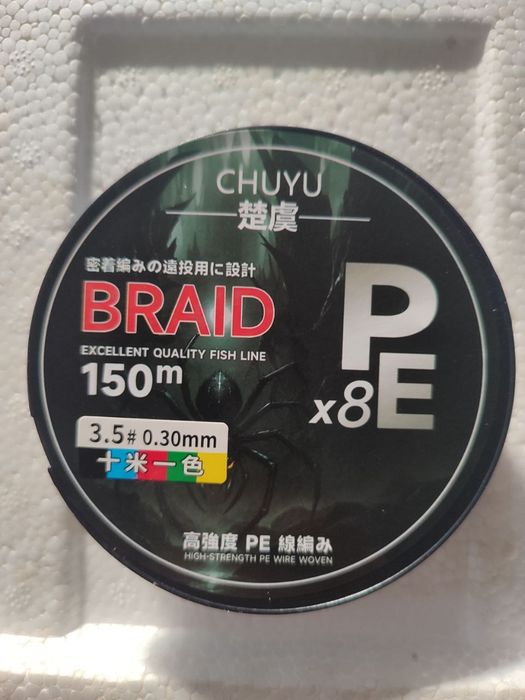 CHUYU
楚虞
密着編みの遠投用に設計
BRAID
EXCELLENT QUALITY FISH LINE
150m
PE
x8
3.5# 0.30mm
十米一色
高強度 PE 線編み
HIGH-STRENGTH PE WIRE WOVEN